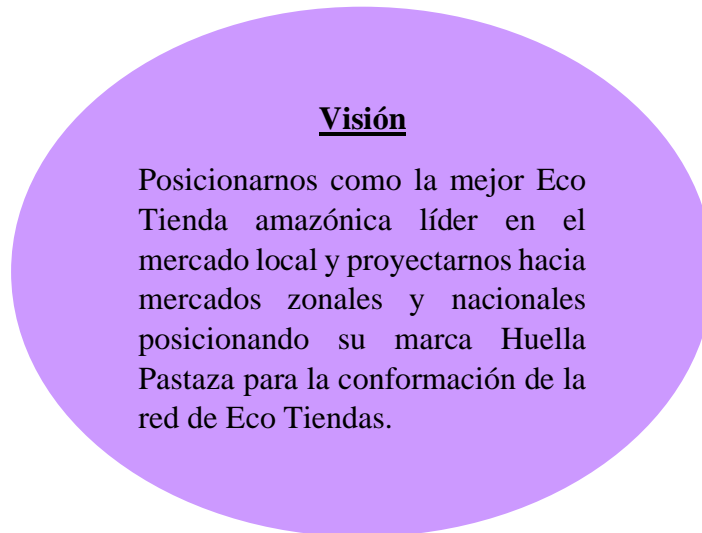 Visión
Posicionarnos como la mejor Eco
Tienda amazónica líder en el
mercado local y proyectarnos hacia
mercados zonales y nacionales
posicionando su marca Huella
Pastaza para la conformación de la
red de Eco Tiendas.